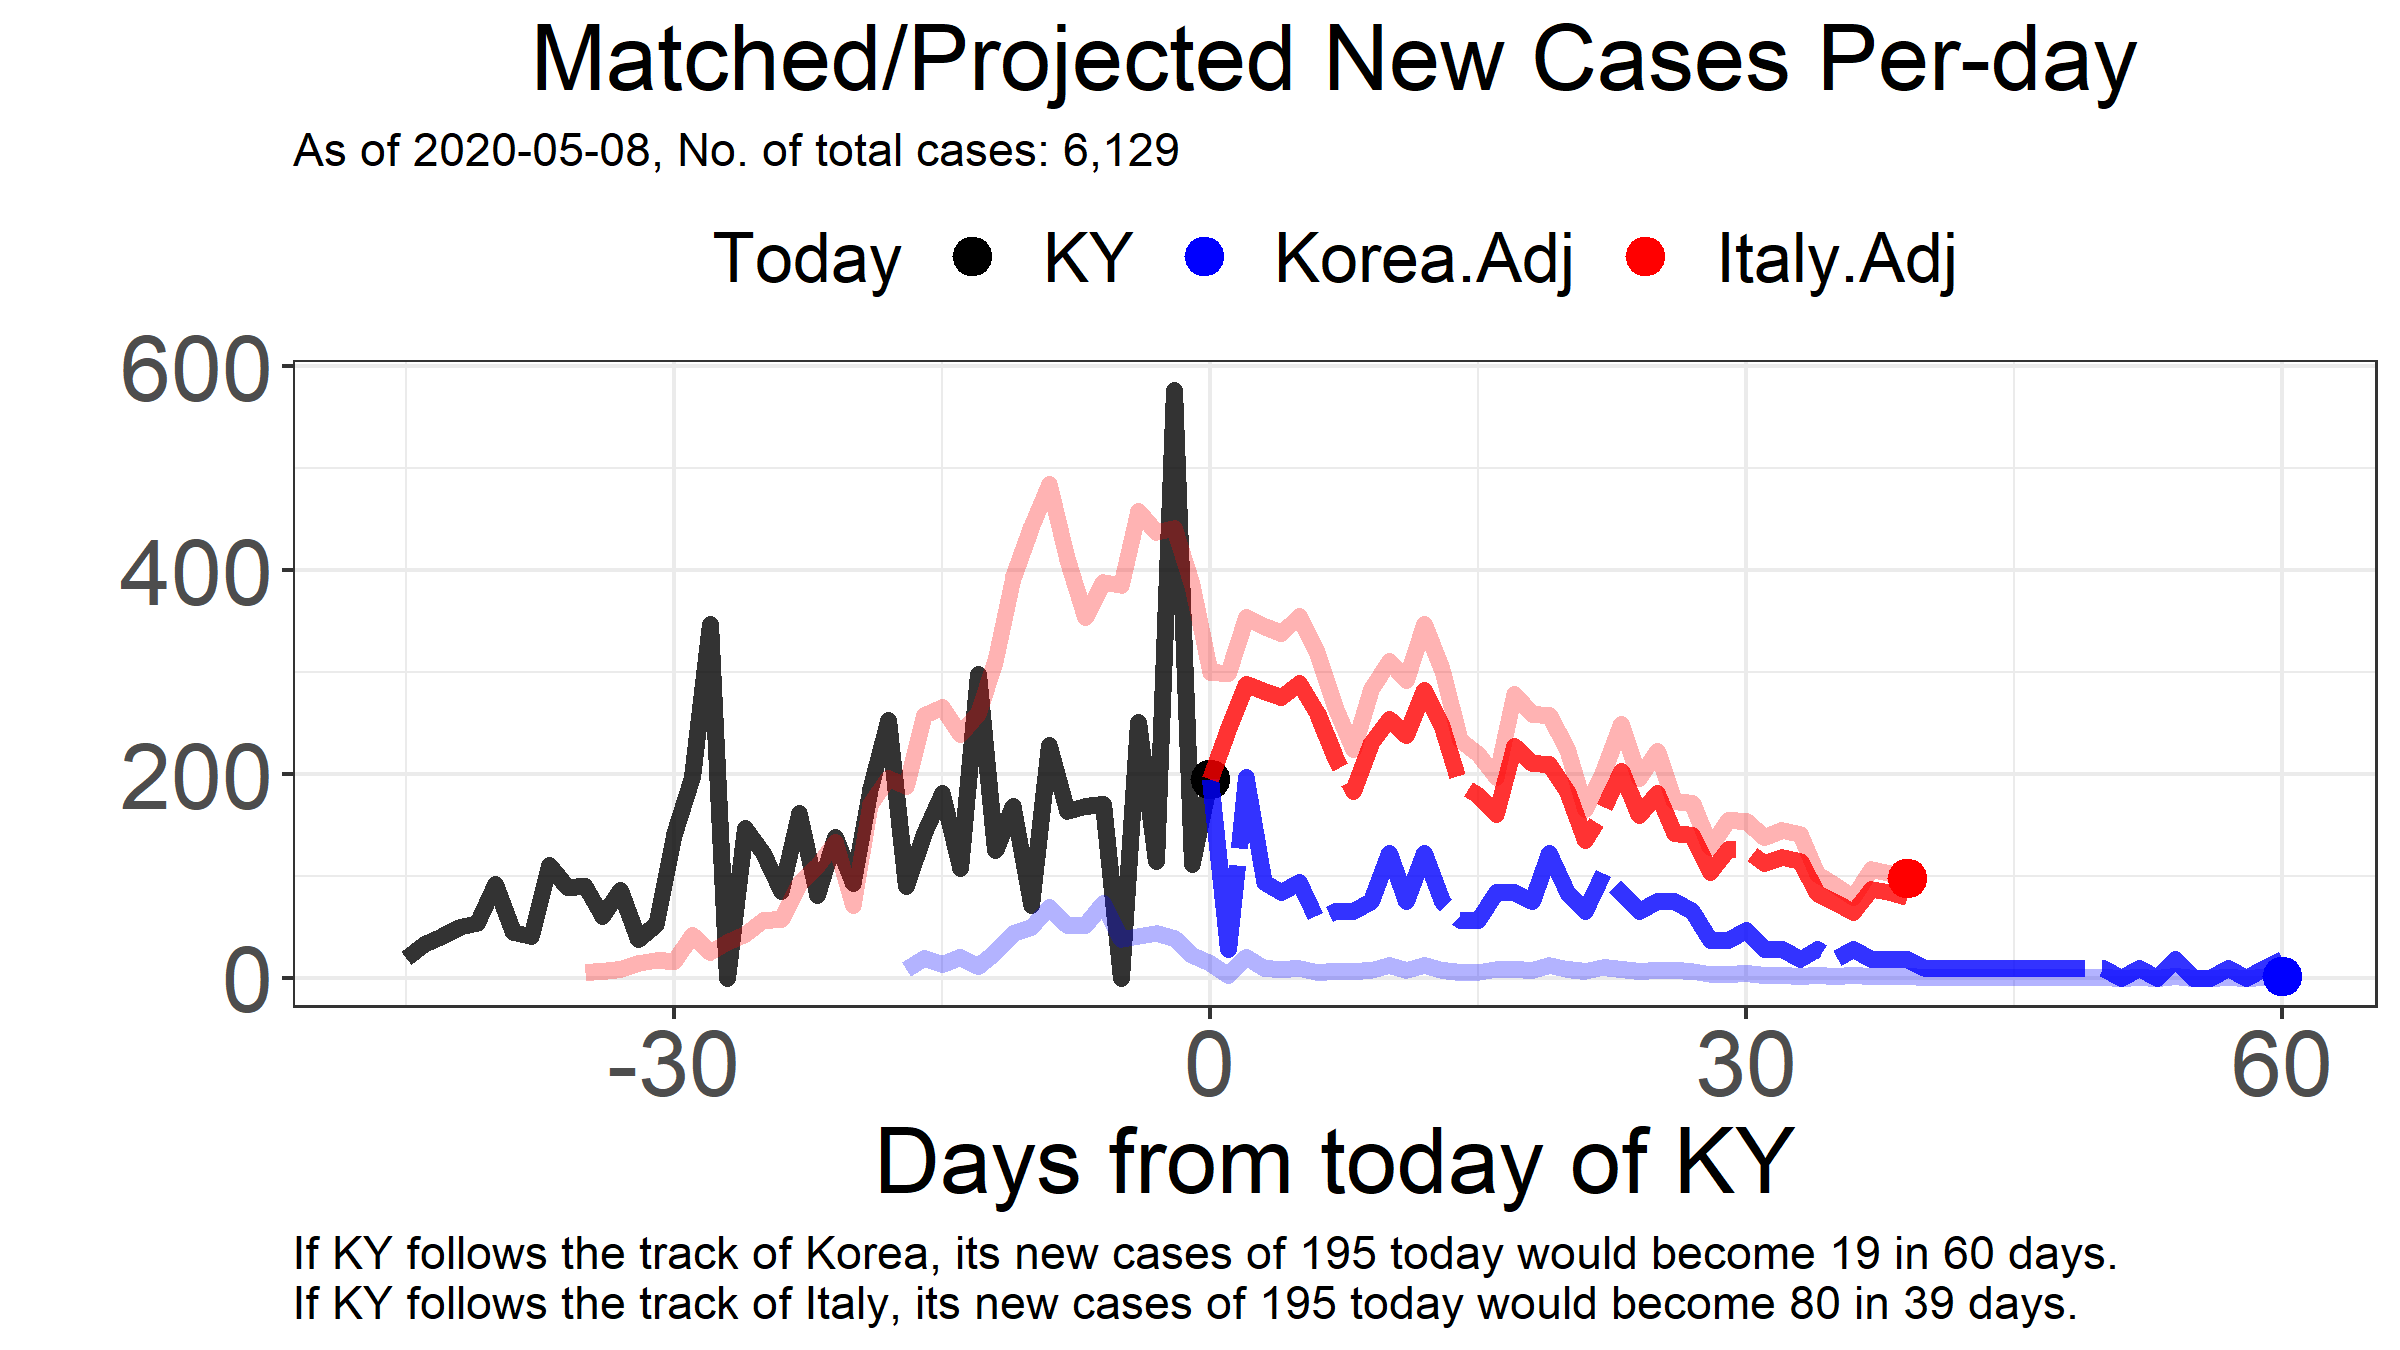 Matched/Projected New Cases Per-day
As of 2020-05-08, No. of total cases: 6,129
Today KY Korea.Adj Italy.Adj
600
400
200
0
-30 0 30 60
Days from today of KY
If KY follows the track of Korea, its new cases of 195 today would become 19 in 60 days.
If KY follows the track of Italy, its new cases of 195 today would become 80 in 39 days.